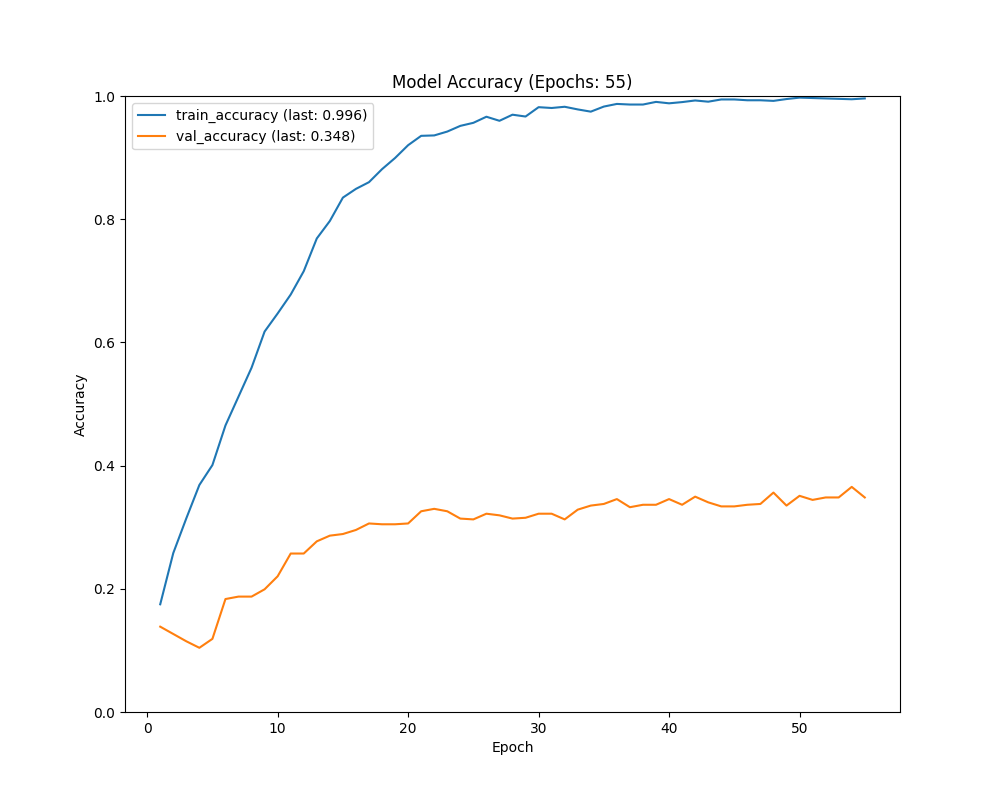 Model Accuracy (Epochs: 55)
train_accuracy (last: 0.996)
val_accuracy (last: 0.348)
1.0
0.8
0.6
0.4
0.2
0.0
Accuracy
0 10 20 30 40 50
Epoch